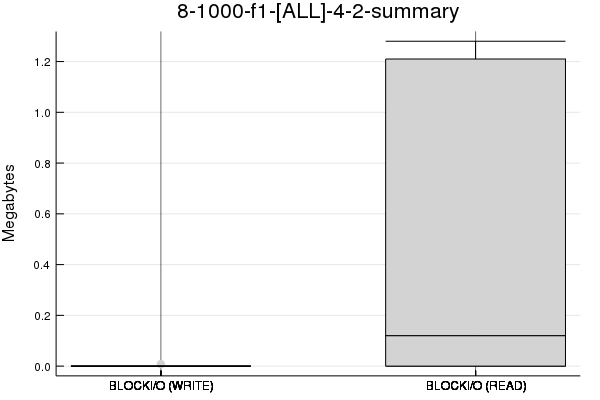 8-1000-f1-[ALL]-4-2-summary
Megabytes
1.2
1.0
0.8
0.6
0.4
0.2
0.0
BLOCKI/O (WRITE)
BLOCKI/O (READ)